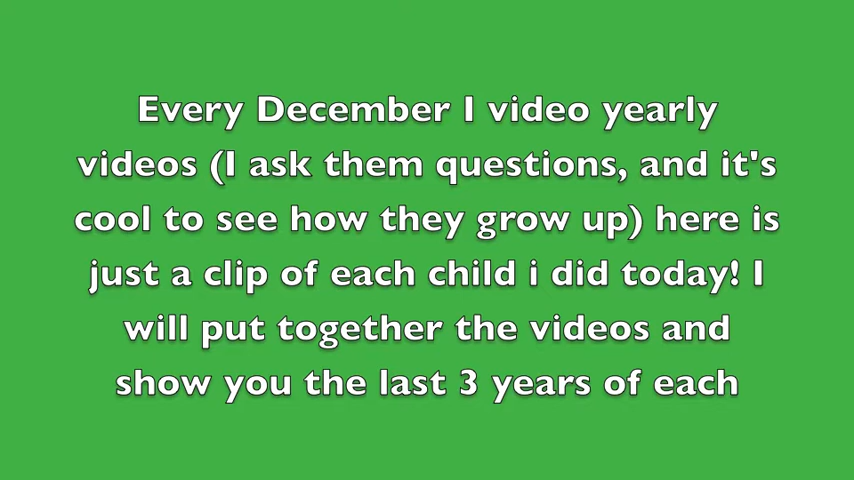 Every December I video yearly
videos (I ask them questions, and it's
cool to see how they grow up) here is
just a clip of each child i did today! I
will put together the videos and
show you the last 3 years of each